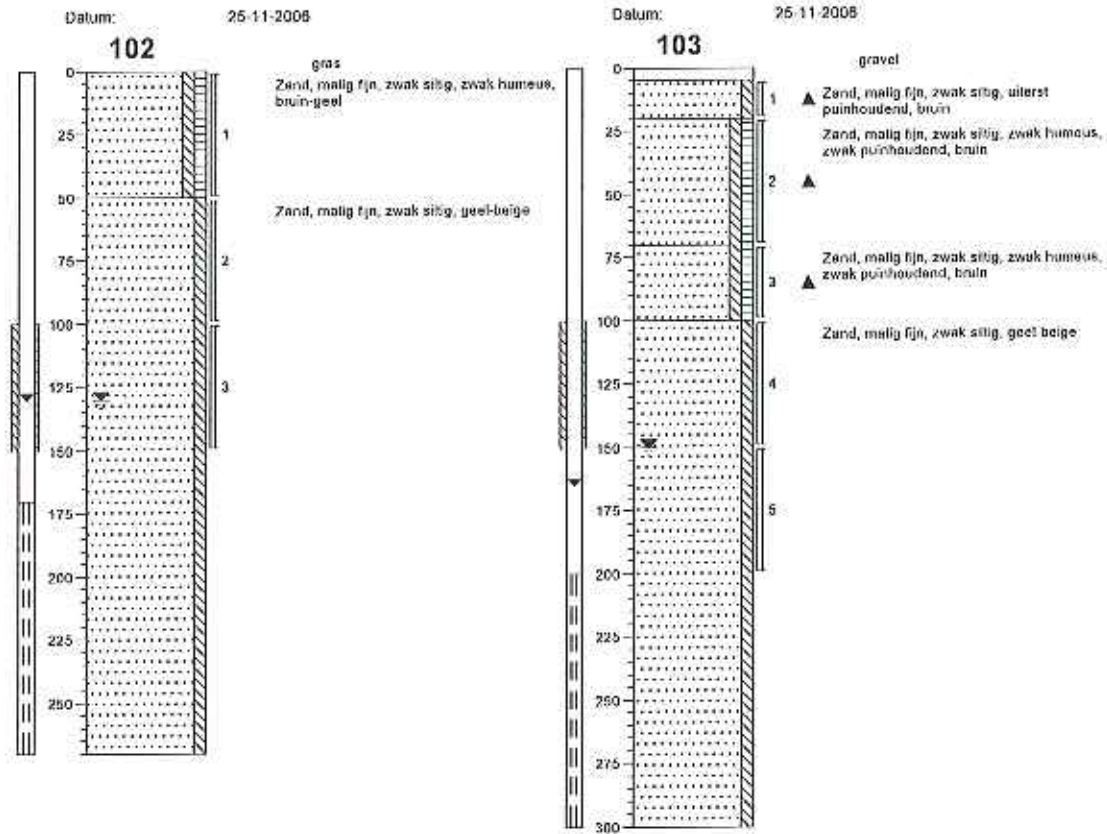 Datum: 25-11-2006
102
gras
0
Zand, matig fijn, zwak siltig, zwak humeus,
bruin-geel
1
25
50
Zand, matig fijn, zwak siltig, geel-beige
2
75
100
3
125
150
175
200
225
250
Datum: 25-11-2006
103
gravel
0
1
Zand, matig fijn, zwak siltig, uiterst
puinhoudend, bruin
25
Zand, matig fijn, zwak siltig, zwak humeus,
zwak puinhoudend, bruin
2
50
75
Zand, matig fijn, zwak siltig, zwak humeus,
zwak puinhoudend, bruin
3
100
Zand, matig fijn, zwak siltig, geel beige
4
125
150
5
175
200
225
250
275
300